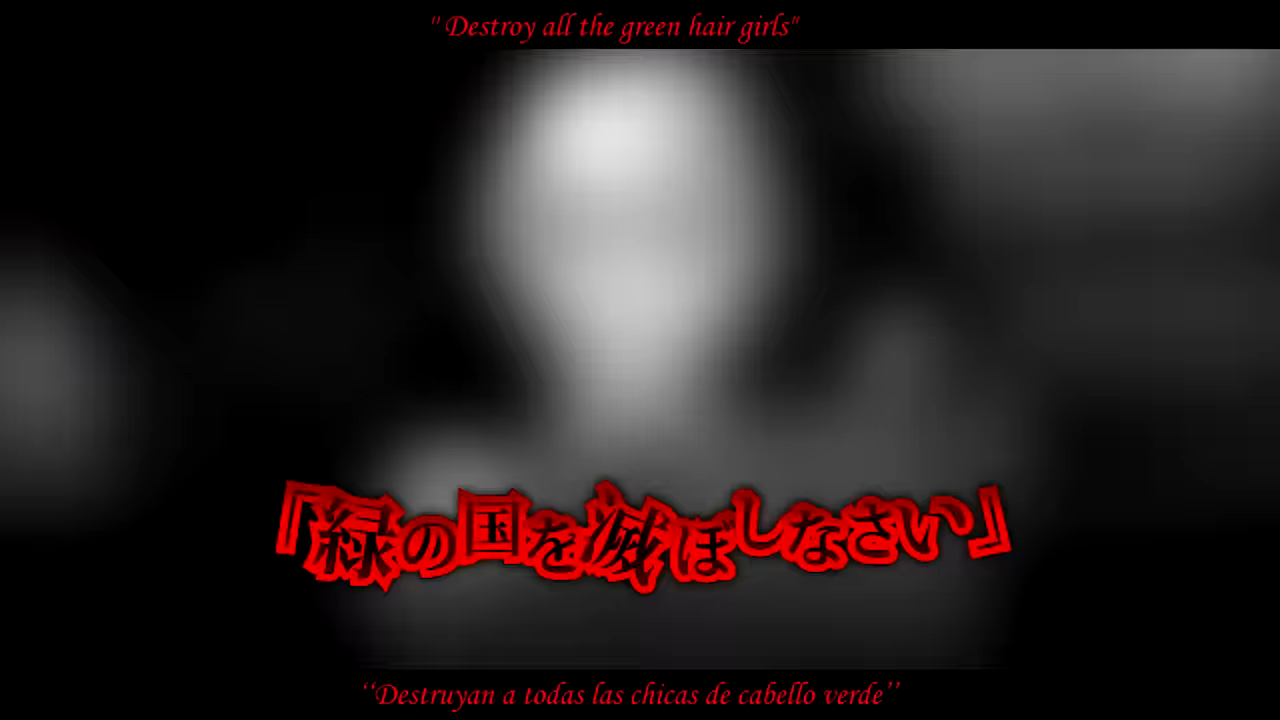 " Destroy all the green hair girls"
『緑の国を滅ぼしなさい』
‘‘Destruyan a todas las chicas de cabello verde’’